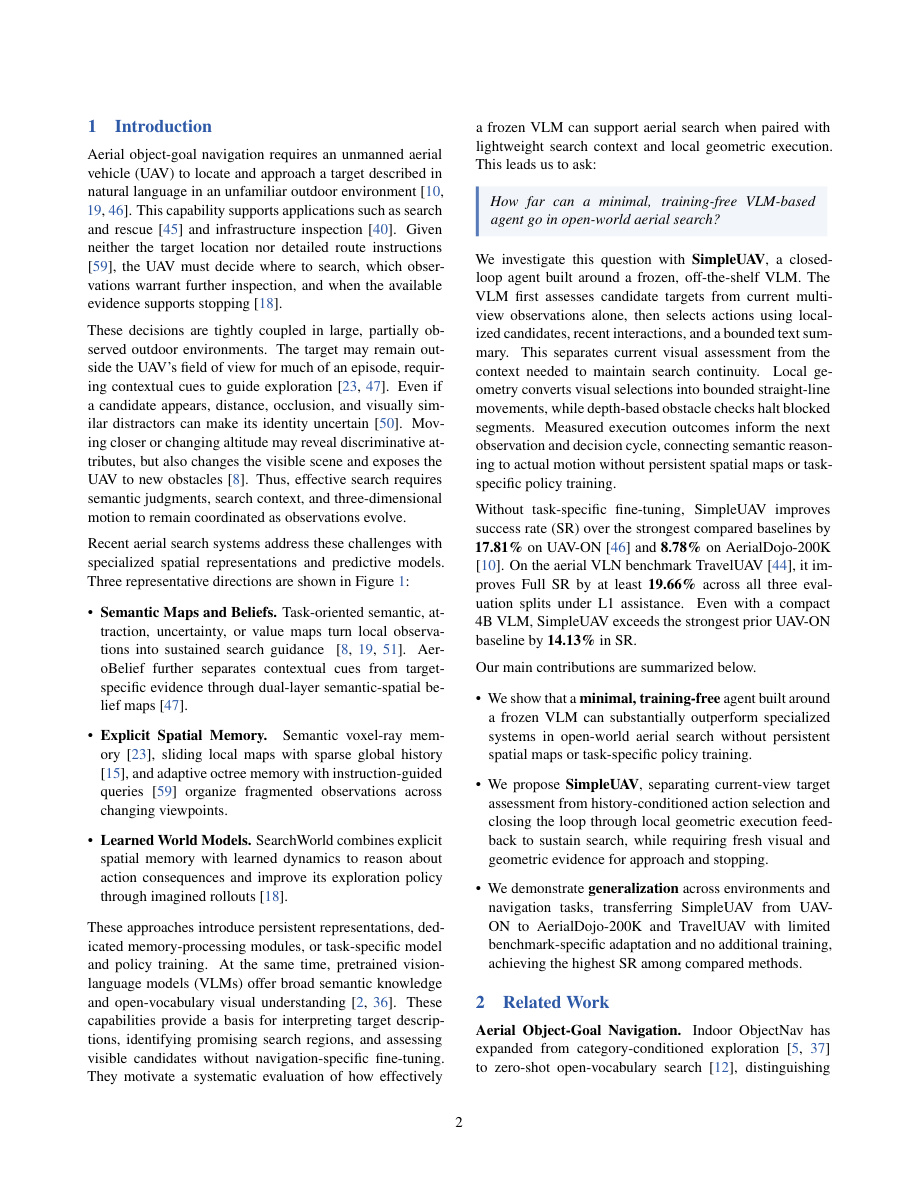 1 Introduction
Aerial object-goal navigation requires an unmanned aerial
vehicle (UAV) to locate and approach a target described in
natural language in an unfamiliar outdoor environment [10,
19, 46]. This capability supports applications such as search
and rescue [45] and infrastructure inspection [40]. Given
neither the target location nor detailed route instructions
[59], the UAV must decide where to search, which obser-
vations warrant further inspection, and when the available
evidence supports stopping [18].
These decisions are tightly coupled in large, partially ob-
served outdoor environments. The target may remain out-
side the UAV's field of view for much of an episode, requir-
ing contextual cues to guide exploration [23, 47]. Even if
a candidate appears, distance, occlusion, and visually sim-
ilar distractors can make its identity uncertain [50]. Mov-
ing closer or changing altitude may reveal discriminative at-
tributes, but also changes the visible scene and exposes the
UAV to new obstacles [8]. Thus, effective search requires
semantic judgments, search context, and three-dimensional
motion to remain coordinated as observations evolve.
Recent aerial search systems address these challenges with
specialized spatial representations and predictive models.
Three representative directions are shown in Figure 1:
• Semantic Maps and Beliefs. Task-oriented semantic, at-
traction, uncertainty, or value maps turn local observa-
tions into sustained search guidance [8, 19, 51]. Aer-
oBelief further separates contextual cues from target-
specific evidence through dual-layer semantic-spatial be-
lief maps [47].
• Explicit Spatial Memory. Semantic voxel-ray mem-
ory [23], sliding local maps with sparse global history
[15], and adaptive octree memory with instruction-guided
queries [59] organize fragmented observations across
changing viewpoints.
• Learned World Models. SearchWorld combines explicit
spatial memory with learned dynamics to reason about
action consequences and improve its exploration policy
through imagined rollouts [18].
These approaches introduce persistent representations, ded-
icated memory-processing modules, or task-specific model
and policy training. At the same time, pretrained vision-
language models (VLMs) offer broad semantic knowledge
and open-vocabulary visual understanding [2, 36]. These
capabilities provide a basis for interpreting target descrip-
tions, identifying promising search regions, and assessing
visible candidates without navigation-specific fine-tuning.
They motivate a systematic evaluation of how effectively
a frozen VLM can support aerial search when paired with
lightweight search context and local geometric execution.
This leads us to ask:
How far can a minimal, training-free VLM-based
agent go in open-world aerial search?
We investigate this question with SimpleUAV, a closed-
loop agent built around a frozen, off-the-shelf VLM. The
VLM first assesses candidate targets from current multi-
view observations alone, then selects actions using local-
ized candidates, recent interactions, and a bounded text sum-
mary. This separates current visual assessment from the
context needed to maintain search continuity. Local ge-
ometry converts visual selections into bounded straight-line
movements, while depth-based obstacle checks halt blocked
segments. Measured execution outcomes inform the next
observation and decision cycle, connecting semantic reason-
ing to actual motion without persistent spatial maps or task-
specific policy training.
Without task-specific fine-tuning, SimpleUAV improves
success rate (SR) over the strongest compared baselines by
17.81% on UAV-ON [46] and 8.78% on AerialDojo-200K
[10]. On the aerial VLN benchmark TravelUAV [44], it im-
proves Full SR by at least 19.66% across all three eval-
uation splits under L1 assistance. Even with a compact
4B VLM, SimpleUAV exceeds the strongest prior UAV-ON
baseline by 14.13% in SR.
Our main contributions are summarized below.
• We show that a minimal, training-free agent built around
a frozen VLM can substantially outperform specialized
systems in open-world aerial search without persistent
spatial maps or task-specific policy training.
• We propose SimpleUAV, separating current-view target
assessment from history-conditioned action selection and
closing the loop through local geometric execution feed-
back to sustain search, while requiring fresh visual and
geometric evidence for approach and stopping.
• We demonstrate generalization across environments and
navigation tasks, transferring SimpleUAV from UAV-
ON to AerialDojo-200K and TravelUAV with limited
benchmark-specific adaptation and no additional training,
achieving the highest SR among compared methods.
2 Related Work
Aerial Object-Goal Navigation. Indoor ObjectNav has
expanded from category-conditioned exploration [5, 37]
to zero-shot open-vocabulary search [12], distinguishing
2